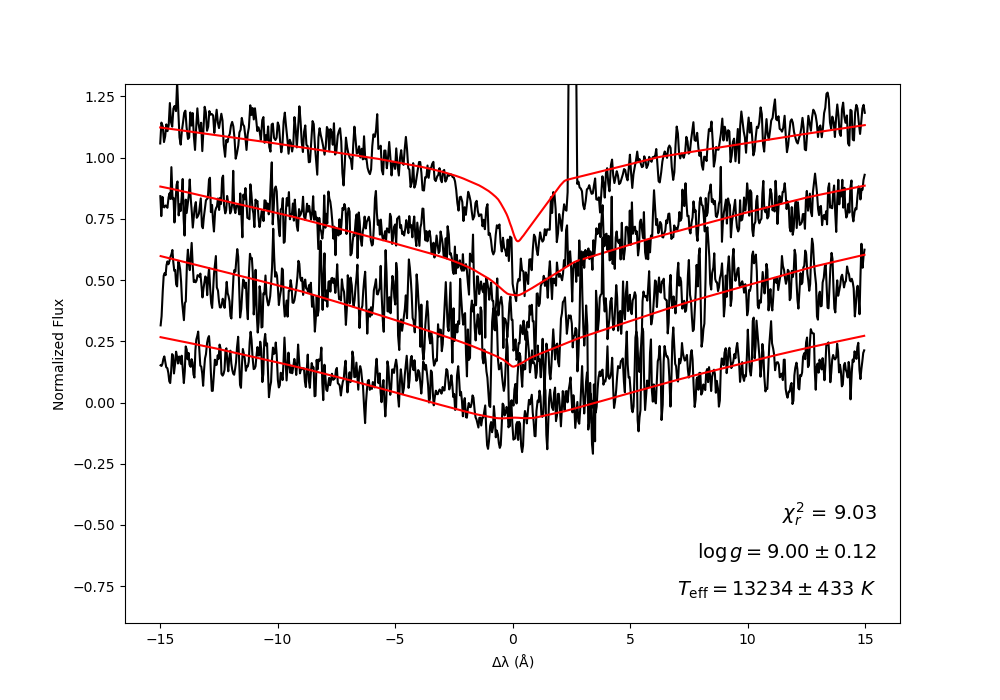 1.25
1.00
0.75
0.50
0.25
0.00
−0.25
−0.50
−0.75
Normalized Flux
χ²ᵣ = 9.03
log g = 9.00 ± 0.12
T_eff = 13234 ± 433 K
−15 −10 −5 0 5 10 15
Δλ (Å)